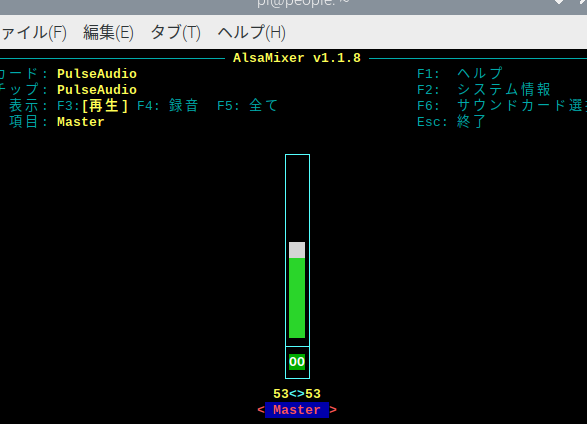 pi@people: ~
ァイル(F) 編集(E) タブ(T) ヘルプ(H)
AlsaMixer v1.1.8
カード: PulseAudio F1: ヘルプ
チップ: PulseAudio F2: システム情報
表示: F3:[再生] F4: 録音 F5: 全て F6: サウンドカード選択
項目: Master Esc: 終了
OO
53<>53
< Master >